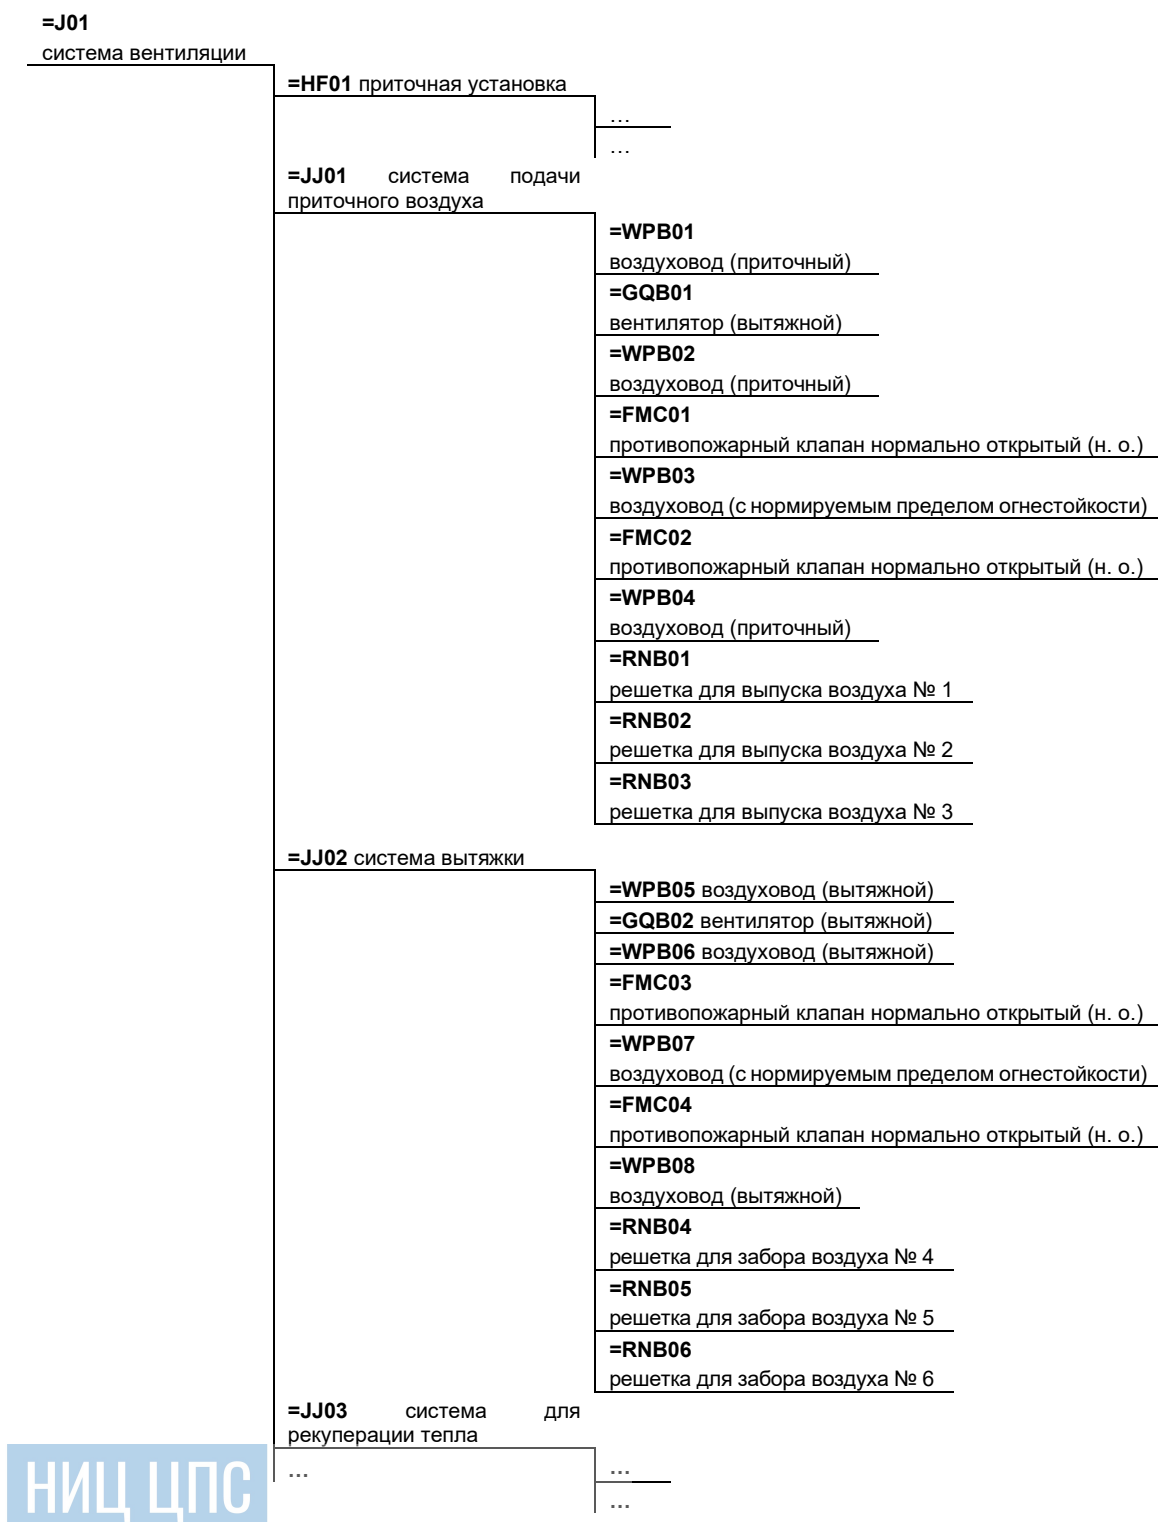 =J01
система вентиляции
=HF01 приточная установка
…
…
=JJ01 система подачи
приточного воздуха
=WPB01
воздуховод (приточный)
=GQB01
вентилятор (вытяжной)
=WPB02
воздуховод (приточный)
=FMC01
противопожарный клапан нормально открытый (н. о.)
=WPB03
воздуховод (с нормируемым пределом огнестойкости)
=FMC02
противопожарный клапан нормально открытый (н. о.)
=WPB04
воздуховод (приточный)
=RNB01
решетка для выпуска воздуха № 1
=RNB02
решетка для выпуска воздуха № 2
=RNB03
решетка для выпуска воздуха № 3
=JJ02 система вытяжки
=WPB05 воздуховод (вытяжной)
=GQB02 вентилятор (вытяжной)
=WPB06 воздуховод (вытяжной)
=FMC03
противопожарный клапан нормально открытый (н. о.)
=WPB07
воздуховод (с нормируемым пределом огнестойкости)
=FMC04
противопожарный клапан нормально открытый (н. о.)
=WPB08
воздуховод (вытяжной)
=RNB04
решетка для забора воздуха № 4
=RNB05
решетка для забора воздуха № 5
=RNB06
решетка для забора воздуха № 6
=JJ03 система для
рекуперации тепла
…
…
…
НИЦ ЦПС